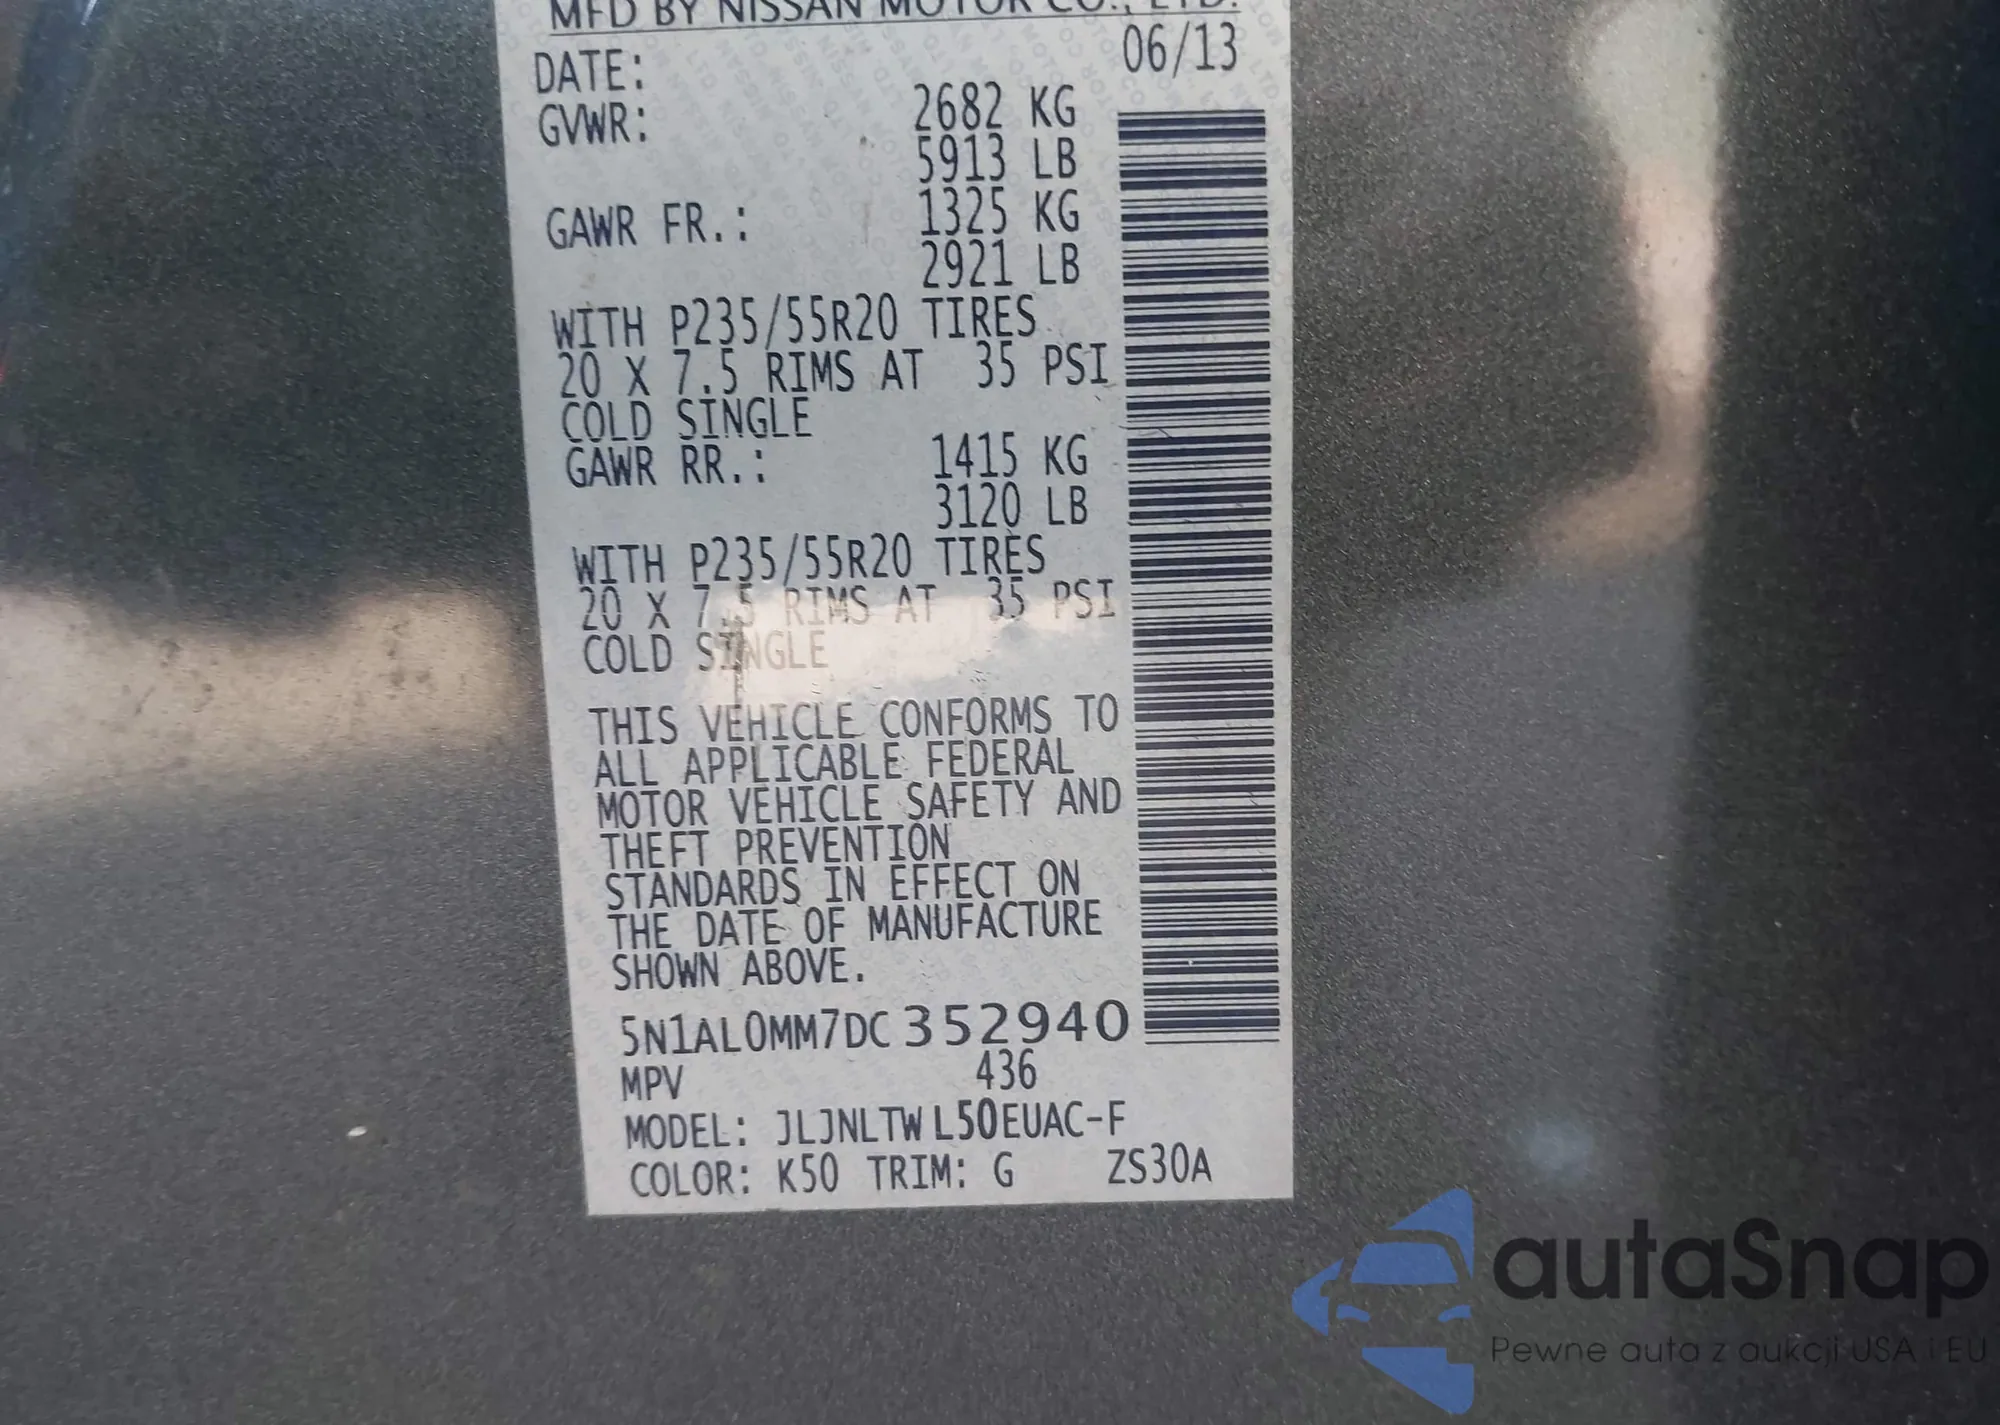 MFD BY NISSAN MOTOR CO., LTD.
DATE: 06/13
GVWR: 2682 KG
5913 LB
GAWR FR.: 1325 KG
2921 LB
WITH P235/55R20 TIRES
20 X 7.5 RIMS AT 35 PSI
COLD SINGLE
GAWR RR.: 1415 KG
3120 LB
WITH P235/55R20 TIRES
20 X 7.5 RIMS AT 35 PSI
COLD SINGLE
THIS VEHICLE CONFORMS TO
ALL APPLICABLE FEDERAL
MOTOR VEHICLE SAFETY AND
THEFT PREVENTION
STANDARDS IN EFFECT ON
THE DATE OF MANUFACTURE
SHOWN ABOVE.
5N1AL0MM7DC352940
MPV 436
MODEL: JLJNLTWL50EUAC-F
COLOR: K50 TRIM: G ZS30A
autaSnap
Pewne auta z aukcji USA i EU